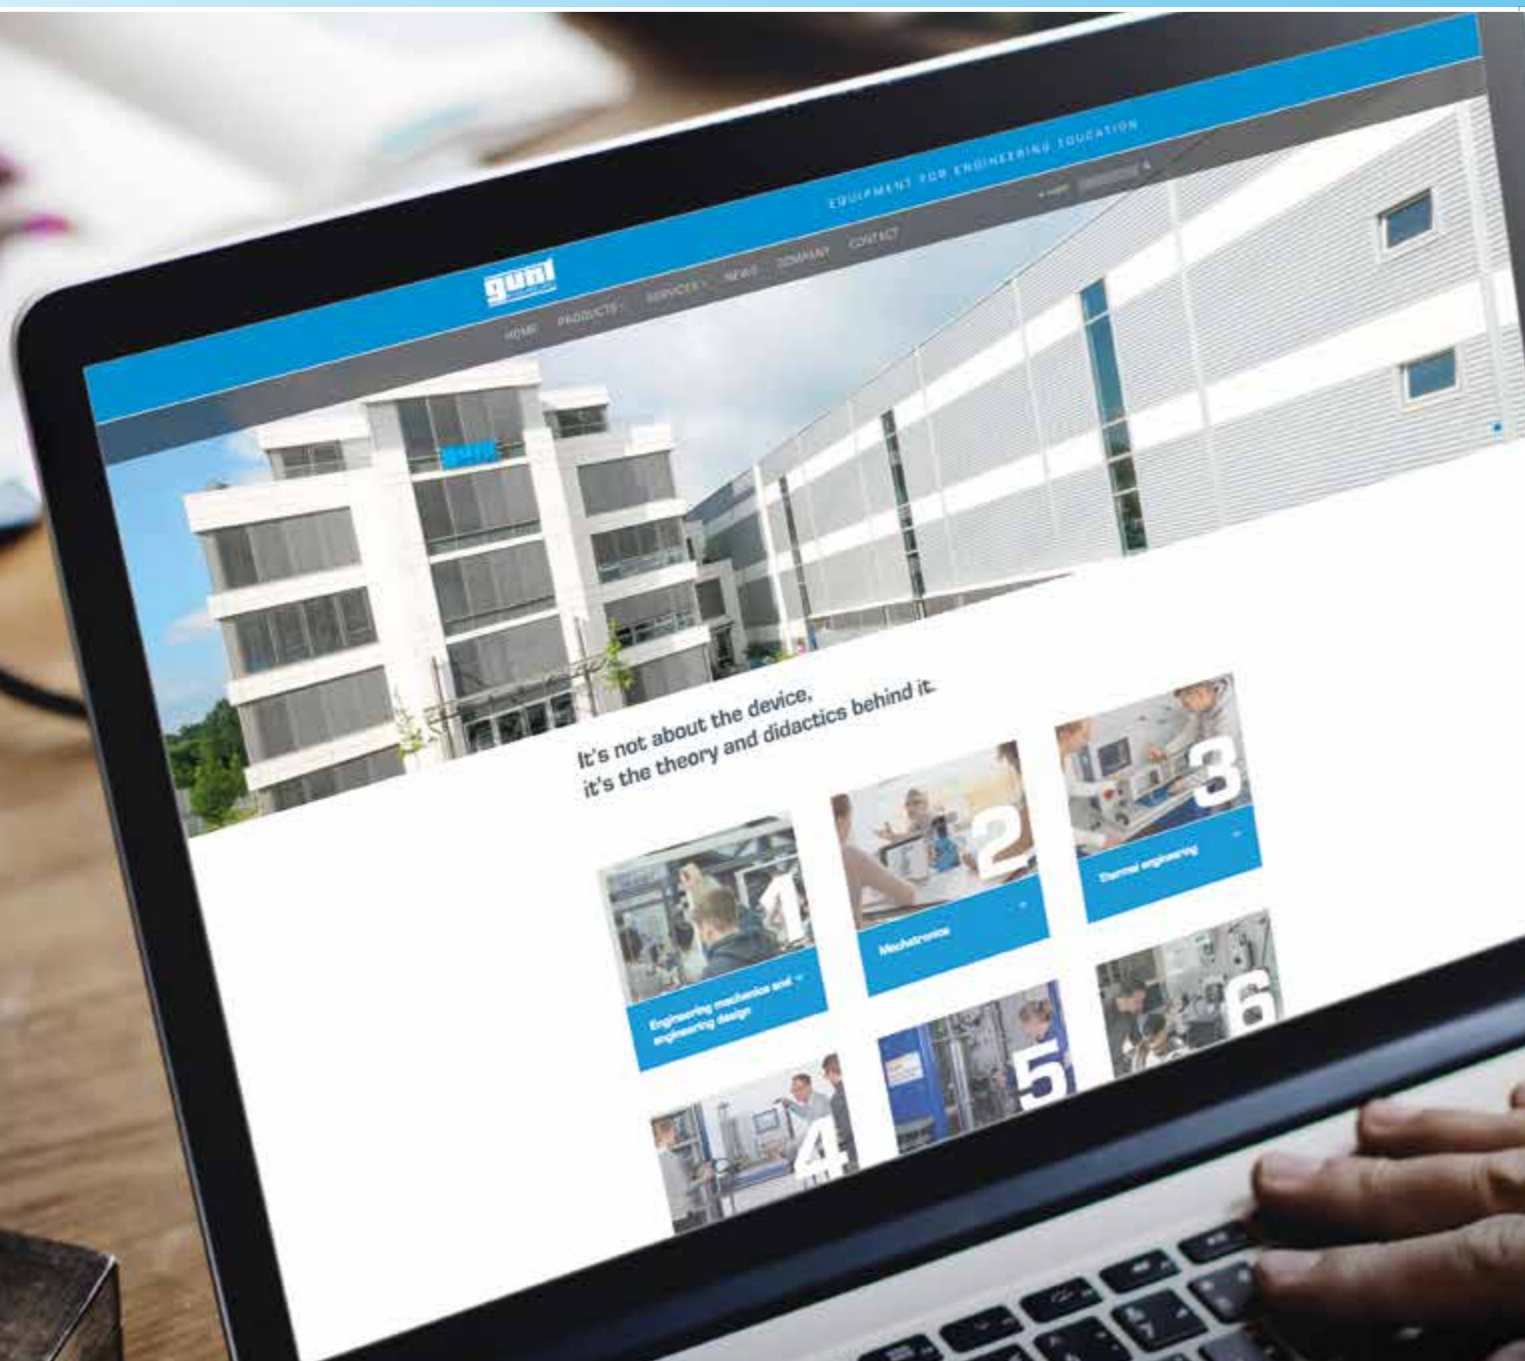 EQUIPMENT FOR ENGINEERING EDUCATION
gunt
HOME PRODUCTS SERVICES NEWS COMPANY CONTACT
gunt
It's not about the device,
it's the theory and didactics behind it.
1
Engineering mechanics and
engineering design
2
Mechatronics
3
Thermal engineering
4
5
6